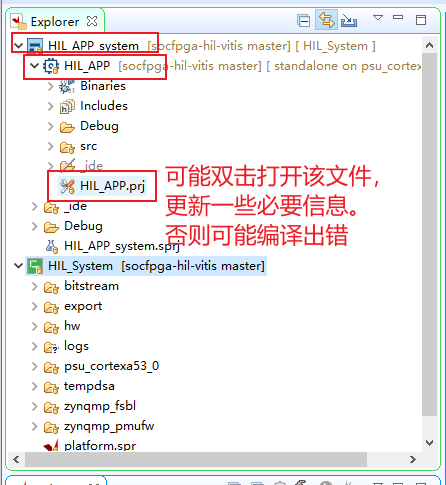 Explorer
HIL_APP_system [socfpga-hil-vitis master] [ HIL_System ]
HIL_APP [socfpga-hil-vitis master] [ standalone on psu_cortex
Binaries
Includes
Debug
src
_ide
HIL_APP.prj
可能双击打开该文件，
更新一些必要信息。
否则可能编译出错
_ide
Debug
HIL_APP_system.sprj
HIL_System [socfpga-hil-vitis master]
bitstream
export
hw
logs
psu_cortexa53_0
tempdsa
zynqmp_fsbl
zynqmp_pmufw
platform.spr